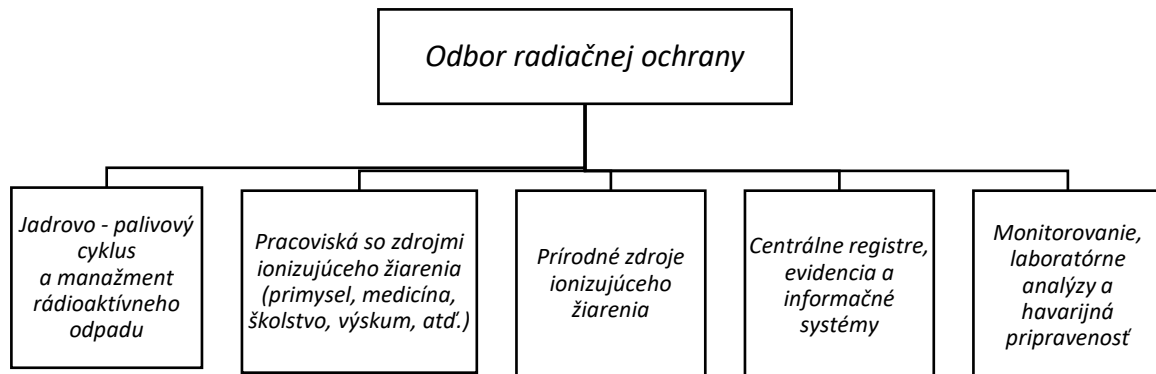 Odbor radiačnej ochrany
Jadrovo - palivový
cyklus
a manažment
rádioaktívneho
odpadu
Pracoviská so zdrojmi
ionizujúceho žiarenia
(primysel, medicína,
školstvo, výskum, atď.)
Prírodné zdroje
ionizujúceho
žiarenia
Centrálne registre,
evidencia a
informačné
systémy
Monitorovanie,
laboratórne
analýzy a
havarijná
pripravenosť